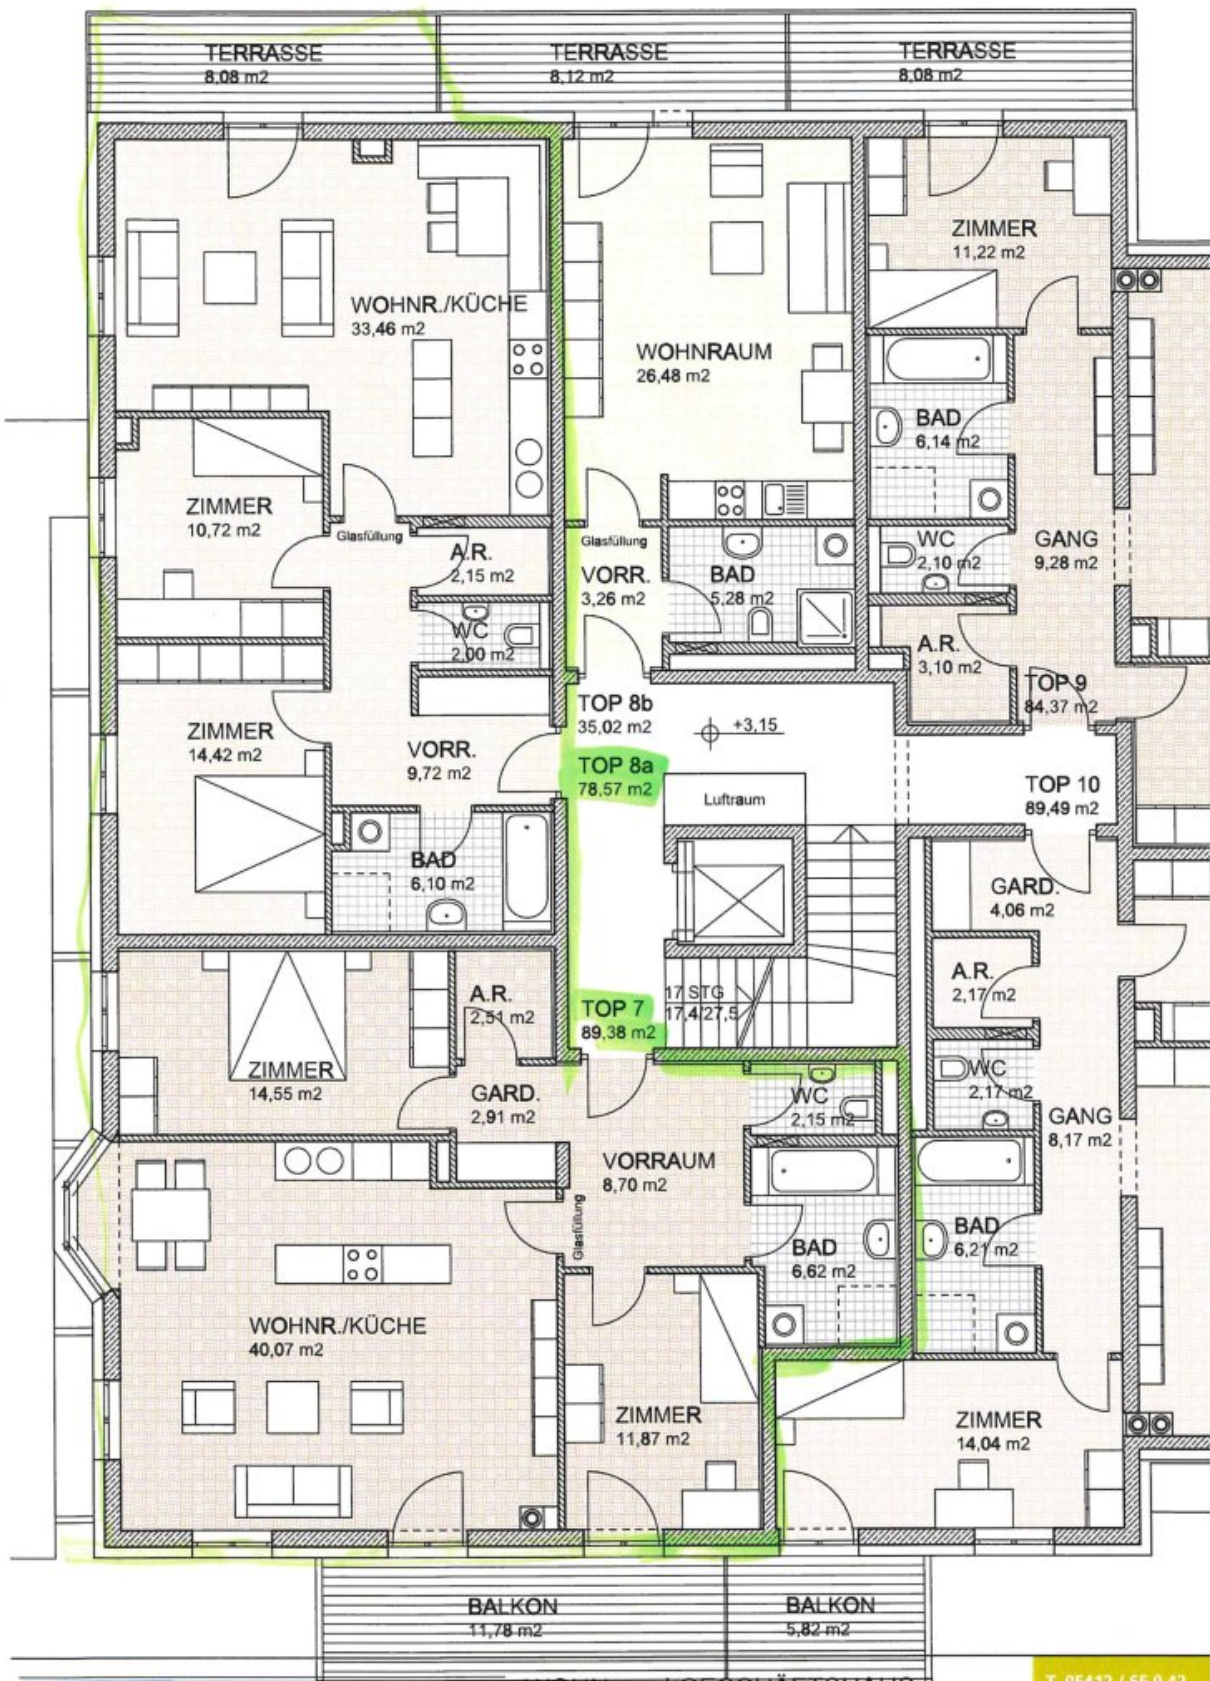 TERRASSE
8,08 m2
TERRASSE
8,12 m2
TERRASSE
8,08 m2
WOHNR./KÜCHE
33,46 m2
WOHNRAUM
26,48 m2
ZIMMER
11,22 m2
BAD
6,14 m2
ZIMMER
10,72 m2
Glasfüllung
A.R.
2,15 m2
WC
2,00 m2
Glasfüllung
VORR.
3,26 m2
BAD
5,28 m2
WC
2,10 m2
GANG
9,28 m2
A.R.
3,10 m2
TOP 9
84,37 m2
ZIMMER
14,42 m2
VORR.
9,72 m2
TOP 8b
35,02 m2
+3,15
TOP 8a
78,57 m2
Luftraum
TOP 10
89,49 m2
BAD
6,10 m2
GARD.
4,06 m2
A.R.
2,51 m2
TOP 7
89,38 m2
17 STG
17,4/27,5
A.R.
2,17 m2
ZIMMER
14,55 m2
GARD.
2,91 m2
WC
2,15 m2
WC
2,17 m2
GANG
8,17 m2
VORRAUM
8,70 m2
Glasfüllung
BAD
6,62 m2
BAD
6,21 m2
WOHNR./KÜCHE
40,07 m2
ZIMMER
11,87 m2
ZIMMER
14,04 m2
BALKON
11,78 m2
BALKON
5,82 m2